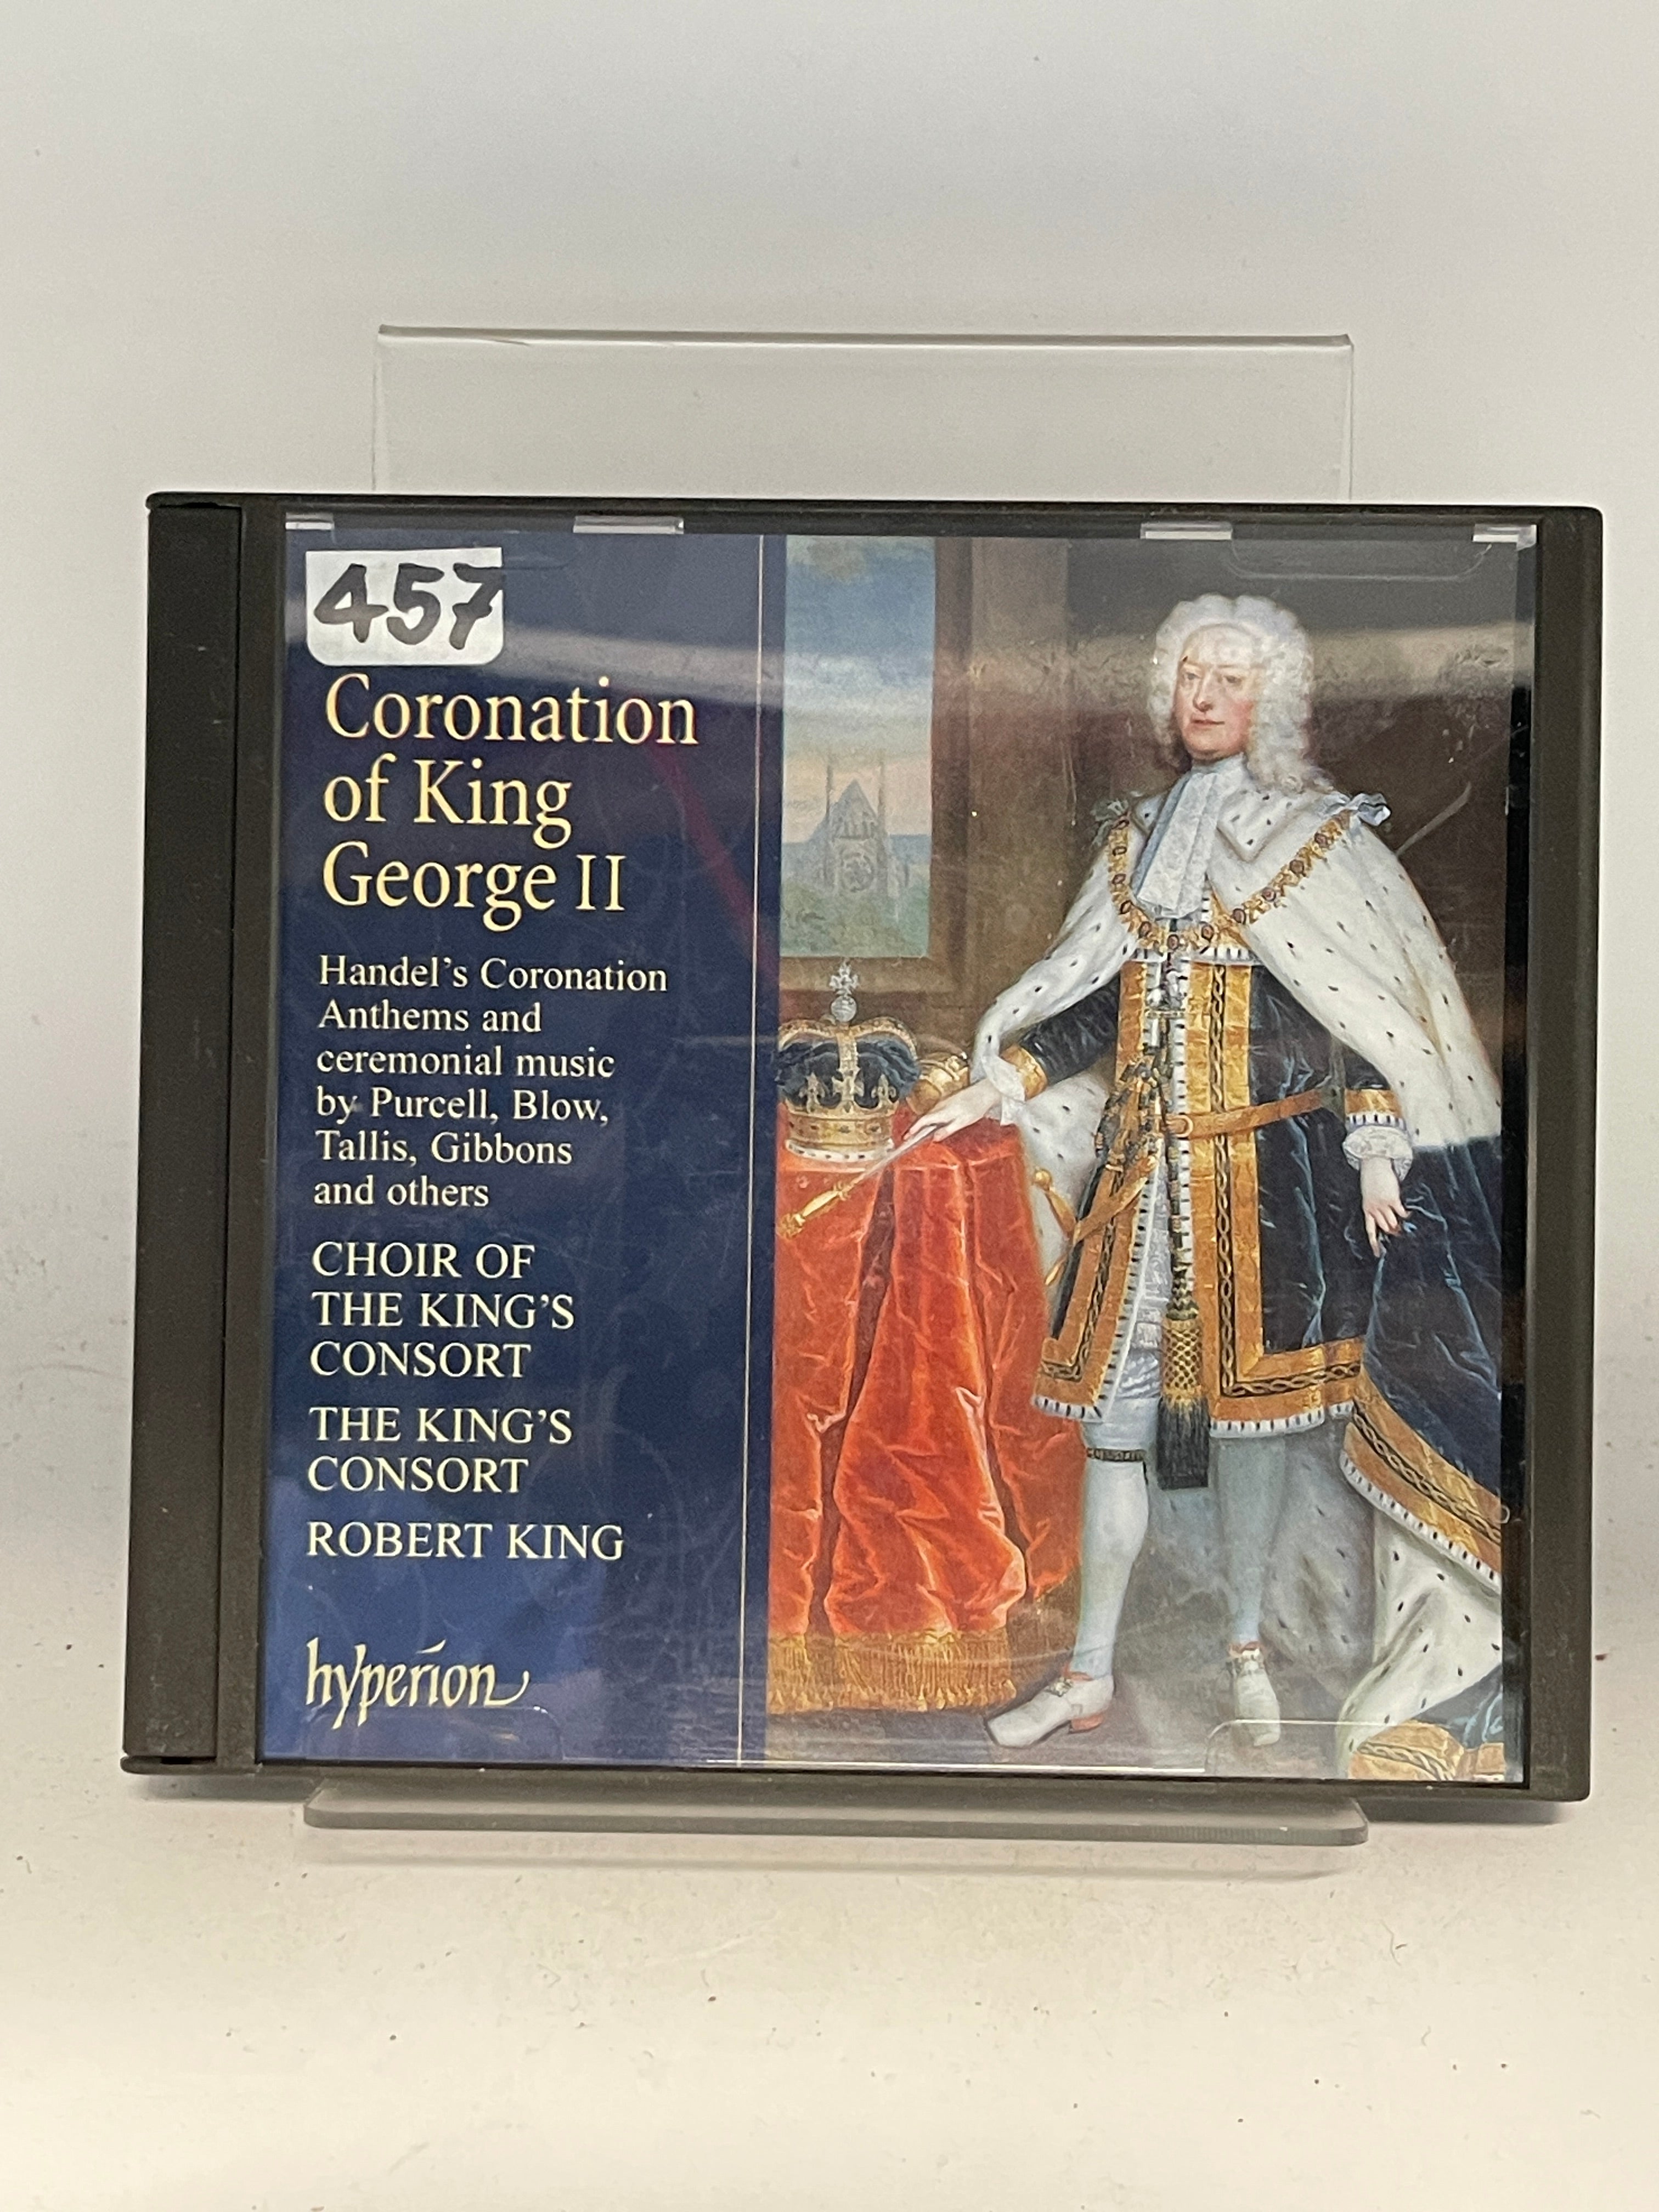 457
Coronation
of King
George II
Handel's Coronation
Anthems and
ceremonial music
by Purcell, Blow,
Tallis, Gibbons
and others
CHOIR OF
THE KING'S
CONSORT
THE KING'S
CONSORT
ROBERT KING
hyperion